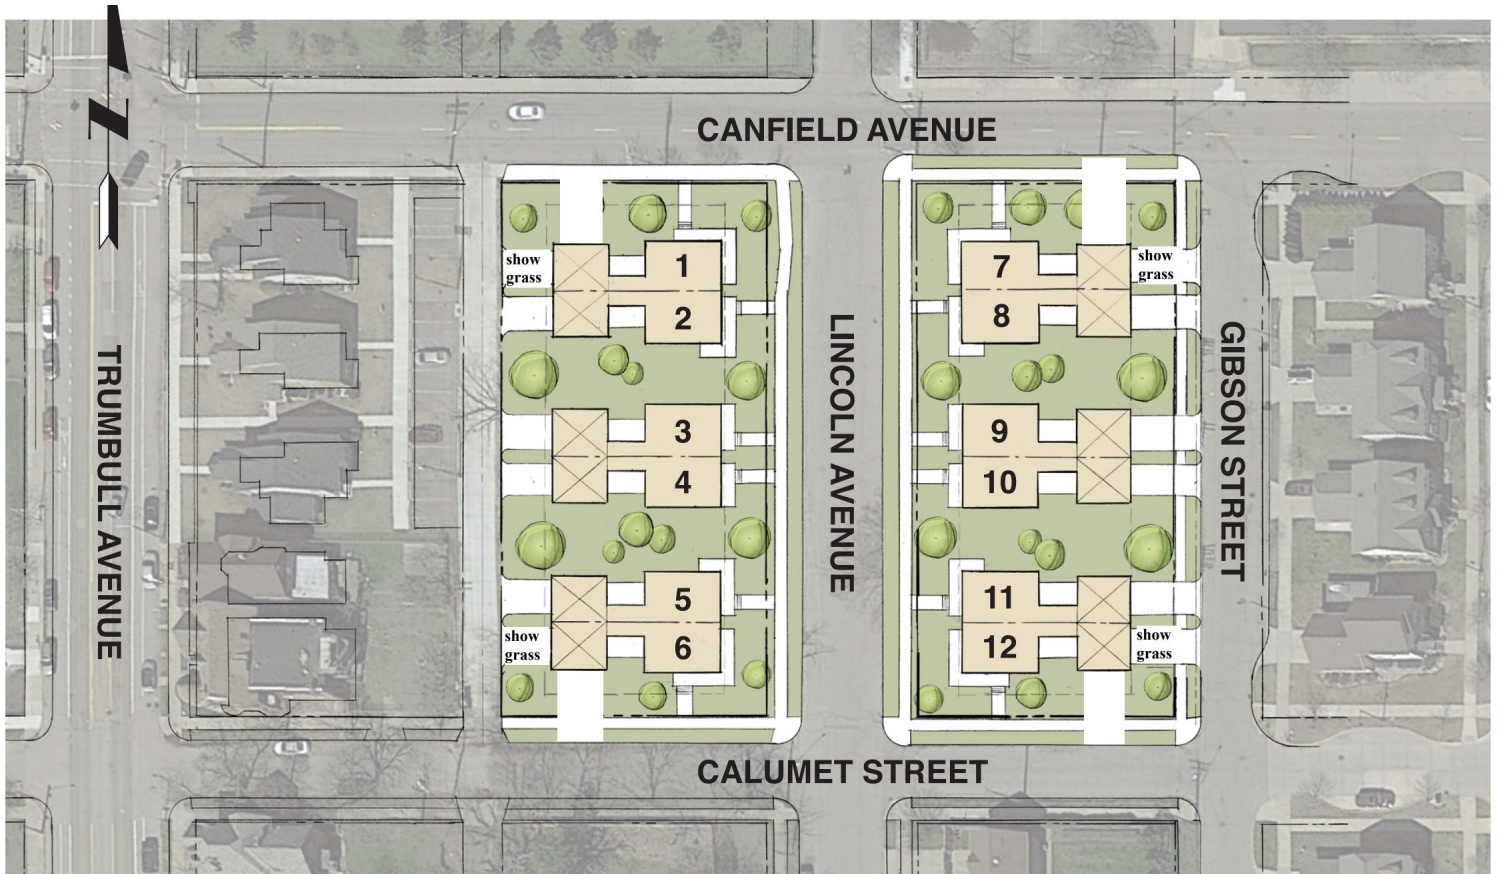 CANFIELD AVENUE
show
grass
1
2
3
4
5
6
show
grass
7
8
9
10
11
12
show
grass
show
grass
TRUMBULL AVENUE
LINCOLN AVENUE
GIBSON STREET
CALUMET STREET
N